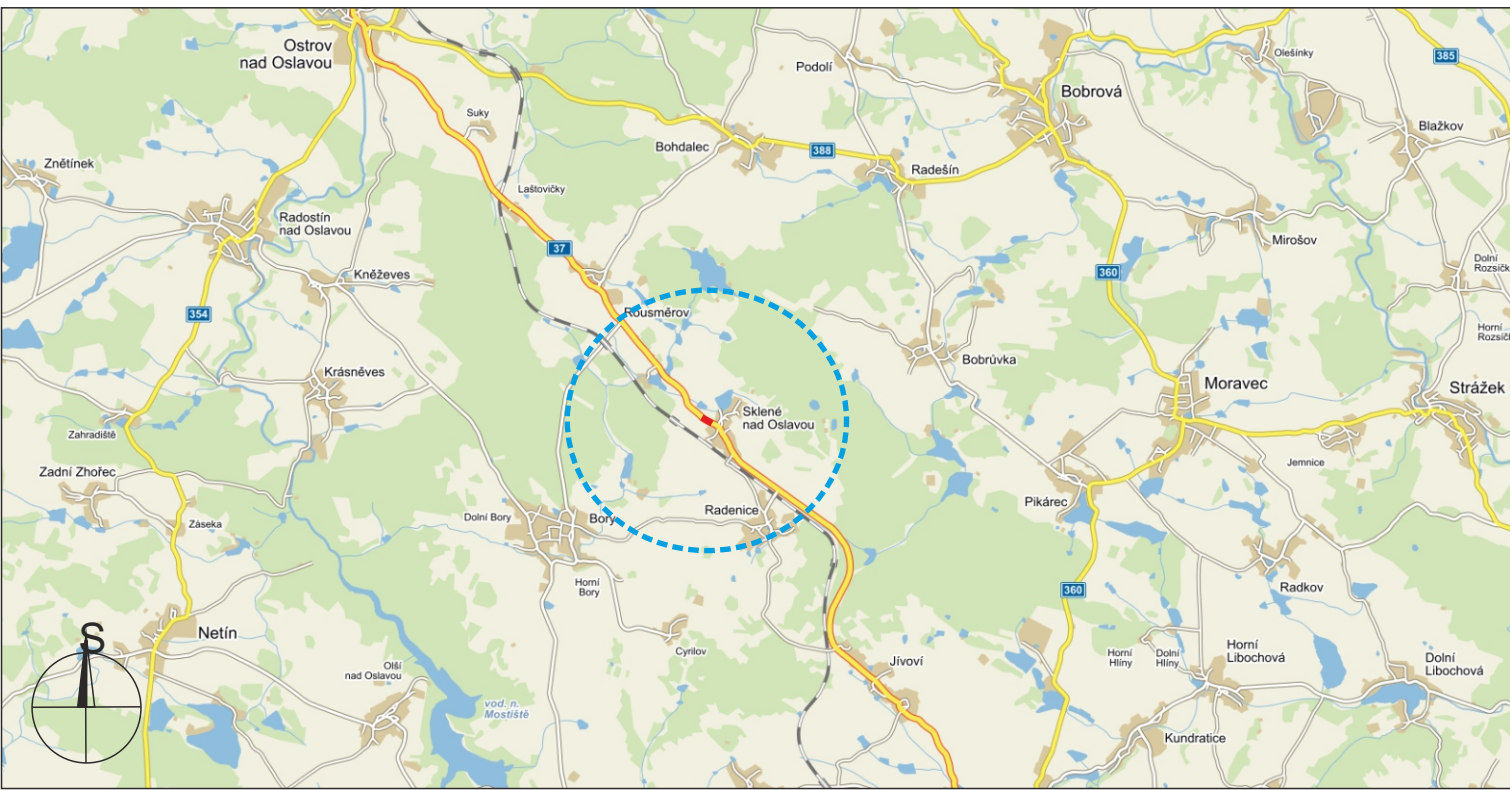 Ostrov
nad Oslavou
Podolí
Olešínky
385
Suky
Bobrová
Blažkov
Bohdalec
388
Radešín
Znětínek
Laštovičky
Radostín
nad Oslavou
37
Mirošov
Kněževes
360
Dolní
Rozsíčk
354
Rousměrov
Horní
Rozsíčk
Bobrůvka
Krásněves
Moravec
Strážek
Sklené
nad Oslavou
Zahradiště
Jemnice
Zadní Zhořec
Pikárec
Radenice
Dolní Bory
Bory
Záseka
Horní
Bory
360
Radkov
S
Netín
Cyrilov
Jívoví
Horní
Hlíny
Dolní
Hlíny
Horní
Libochová
Dolní
Libochová
Olší
nad Oslavou
vod. n.
Mostiště
Kundratice